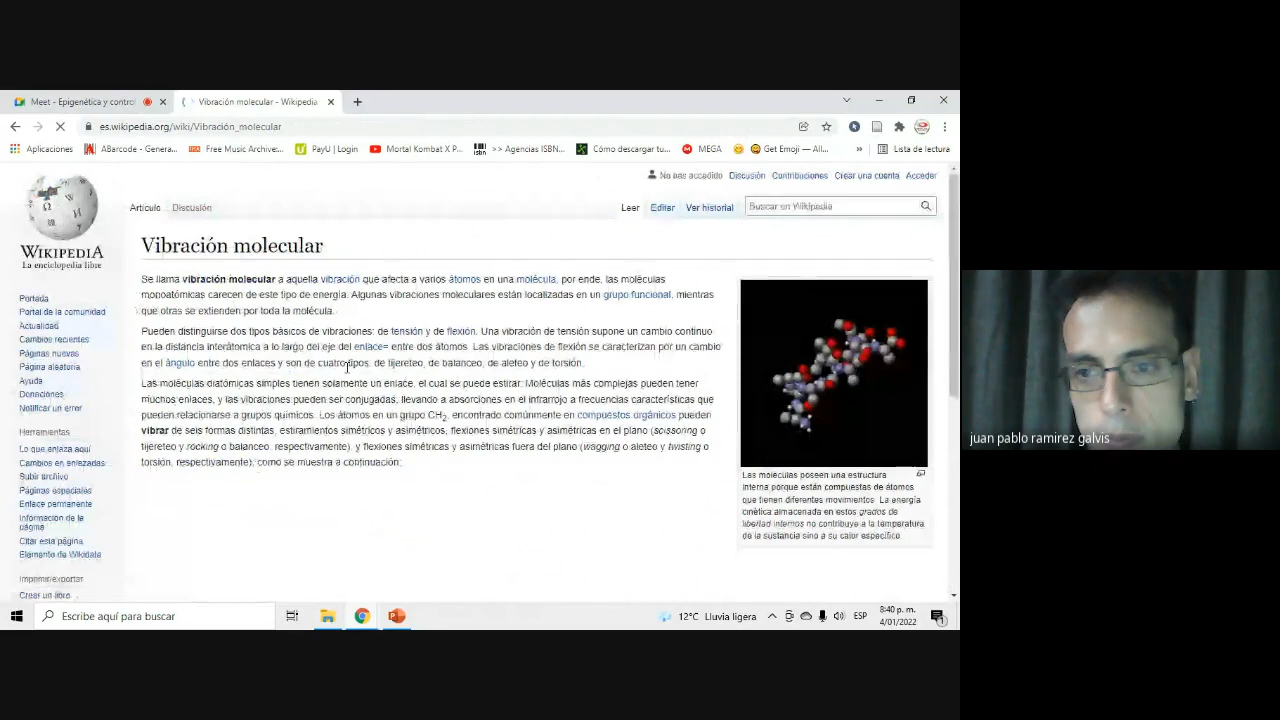 Meet - Epigenética y contro
Vibración molecular - Wikipedia
es.wikipedia.org/wiki/Vibración_molecular
Aplicaciones
ABarcode - Genera...
Free Music Archive...
PayU | Login
Mortal Kombat X P...
>> Agencias ISBN...
Cómo descargar tu...
MEGA
Get Emoji — All...
»
Lista de lectura
No has accedido Discusión Contribuciones Crear una cuenta Acceder
Artículo Discusión
Leer Editar Ver historial
Buscar en Wikipedia
WIKIPEDIA
La enciclopedia libre
Portada
Portal de la comunidad
Actualidad
Cambios recientes
Páginas nuevas
Página aleatoria
Ayuda
Donaciones
Notificar un error
Herramientas
Lo que enlaza aquí
Cambios en enlazadas
Subir archivo
Páginas especiales
Enlace permanente
Información de la
página
Citar esta página
Elemento de Wikidata
Imprimir/exportar
Crear un libro
Vibración molecular
Se llama vibración molecular a aquella vibración que afecta a varios átomos en una molécula, por ende, las moléculas
monoatómicas carecen de este tipo de energía. Algunas vibraciones moleculares están localizadas en un grupo funcional, mientras
que otras se extienden por toda la molécula.
Pueden distinguirse dos tipos básicos de vibraciones: de tensión y de flexión. Una vibración de tensión supone un cambio continuo
en la distancia interatómica a lo largo del eje del enlace= entre dos átomos. Las vibraciones de flexión se caracterizan por un cambio
en el ángulo entre dos enlaces y son de cuatro tipos, de tijereteo, de balanceo, de aleteo y de torsión.
Las moléculas diatómicas simples tienen solamente un enlace, el cual se puede estirar. Moléculas más complejas pueden tener
muchos enlaces, y las vibraciones pueden ser conjugadas, llevando a absorciones en el infrarrojo a frecuencias características que
pueden relacionarse a grupos químicos. Los átomos en un grupo CH2, encontrado comúnmente en compuestos orgánicos pueden
vibrar de seis formas distintas, estiramientos simétricos y asimétricos, flexiones simétricas y asimétricas en el plano (scissoring o
tijereteo y rocking o balanceo, respectivamente), y flexiones simétricas y asimétricas fuera del plano (wagging o aleteo y twisting o
torsión, respectivamente), como se muestra a continuación:
Las moléculas poseen una estructura
interna porque están compuestas de átomos
que tienen diferentes movimientos. La energía
cinética almacenada en estos grados de
libertad internos no contribuye a la temperatura
de la sustancia sino a su calor específico
juan pablo ramirez galvis
Escribe aquí para buscar
12°C Lluvia ligera
ESP
8:40 p. m.
4/01/2022
1